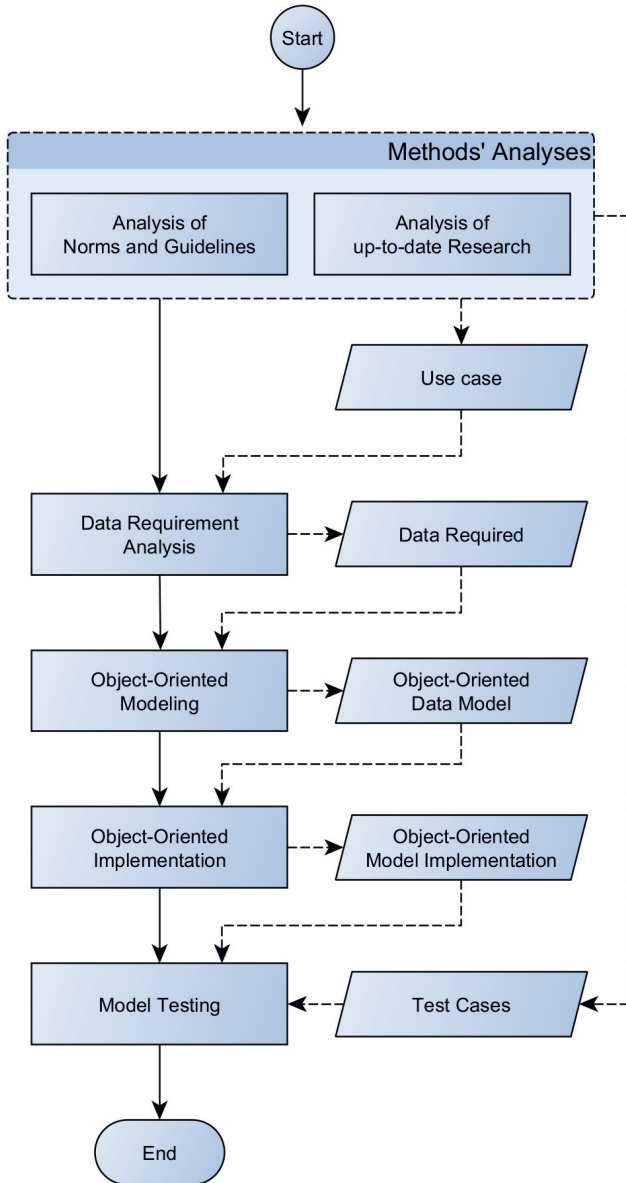 Start
Methods' Analyses
Analysis of
Norms and Guidelines
Analysis of
up-to-date Research
Use case
Data Requirement
Analysis
Data Required
Object-Oriented
Modeling
Object-Oriented
Data Model
Object-Oriented
Implementation
Object-Oriented
Model Implementation
Model Testing
Test Cases
End